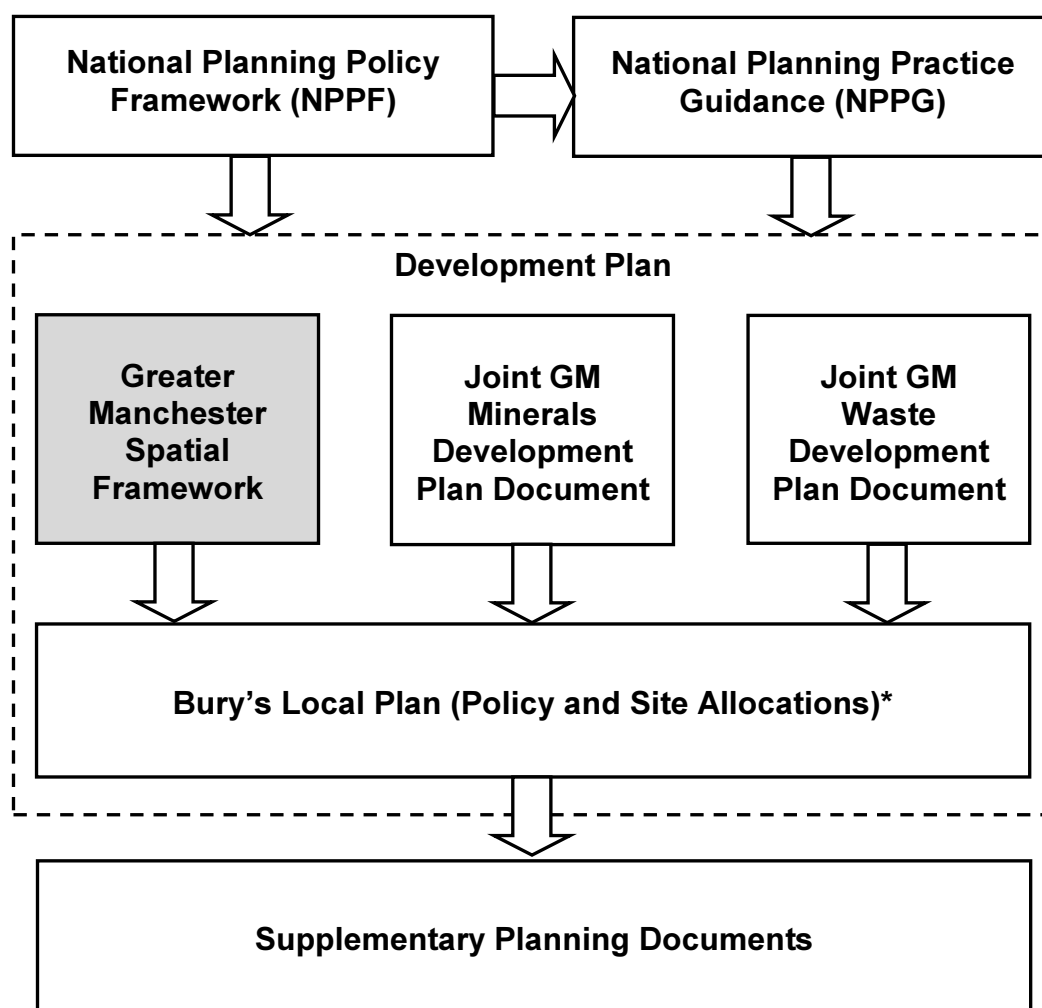 National Planning Policy
Framework (NPPF)
National Planning Practice
Guidance (NPPG)
Development Plan
Greater
Manchester
Spatial
Framework
Joint GM
Minerals
Development
Plan Document
Joint GM
Waste
Development
Plan Document
Bury’s Local Plan (Policy and Site Allocations)*
Supplementary Planning Documents